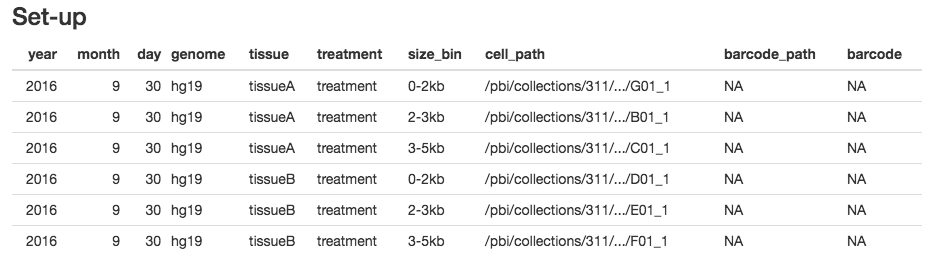 Set-up
year month day genome tissue treatment size_bin cell_path barcode_path barcode
2016 9 30 hg19 tissueA treatment 0-2kb /pbi/collections/311/.../G01_1 NA NA
2016 9 30 hg19 tissueA treatment 2-3kb /pbi/collections/311/.../B01_1 NA NA
2016 9 30 hg19 tissueA treatment 3-5kb /pbi/collections/311/.../C01_1 NA NA
2016 9 30 hg19 tissueB treatment 0-2kb /pbi/collections/311/.../D01_1 NA NA
2016 9 30 hg19 tissueB treatment 2-3kb /pbi/collections/311/.../E01_1 NA NA
2016 9 30 hg19 tissueB treatment 3-5kb /pbi/collections/311/.../F01_1 NA NA